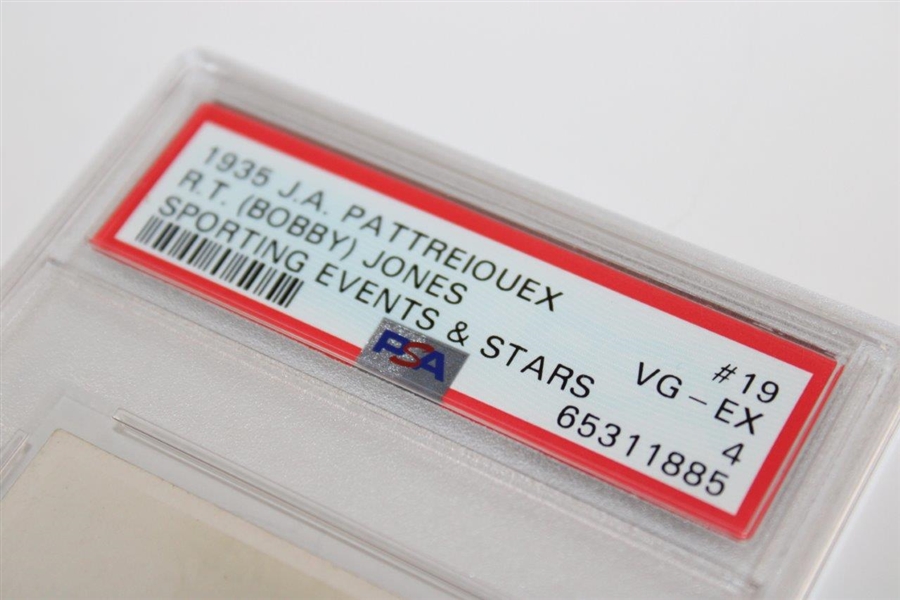 1935 J.A. PATTREIOUEX #19
R.T. (BOBBY) JONES VG - EX
SPORTING EVENTS & STARS 4
65311885
PSA